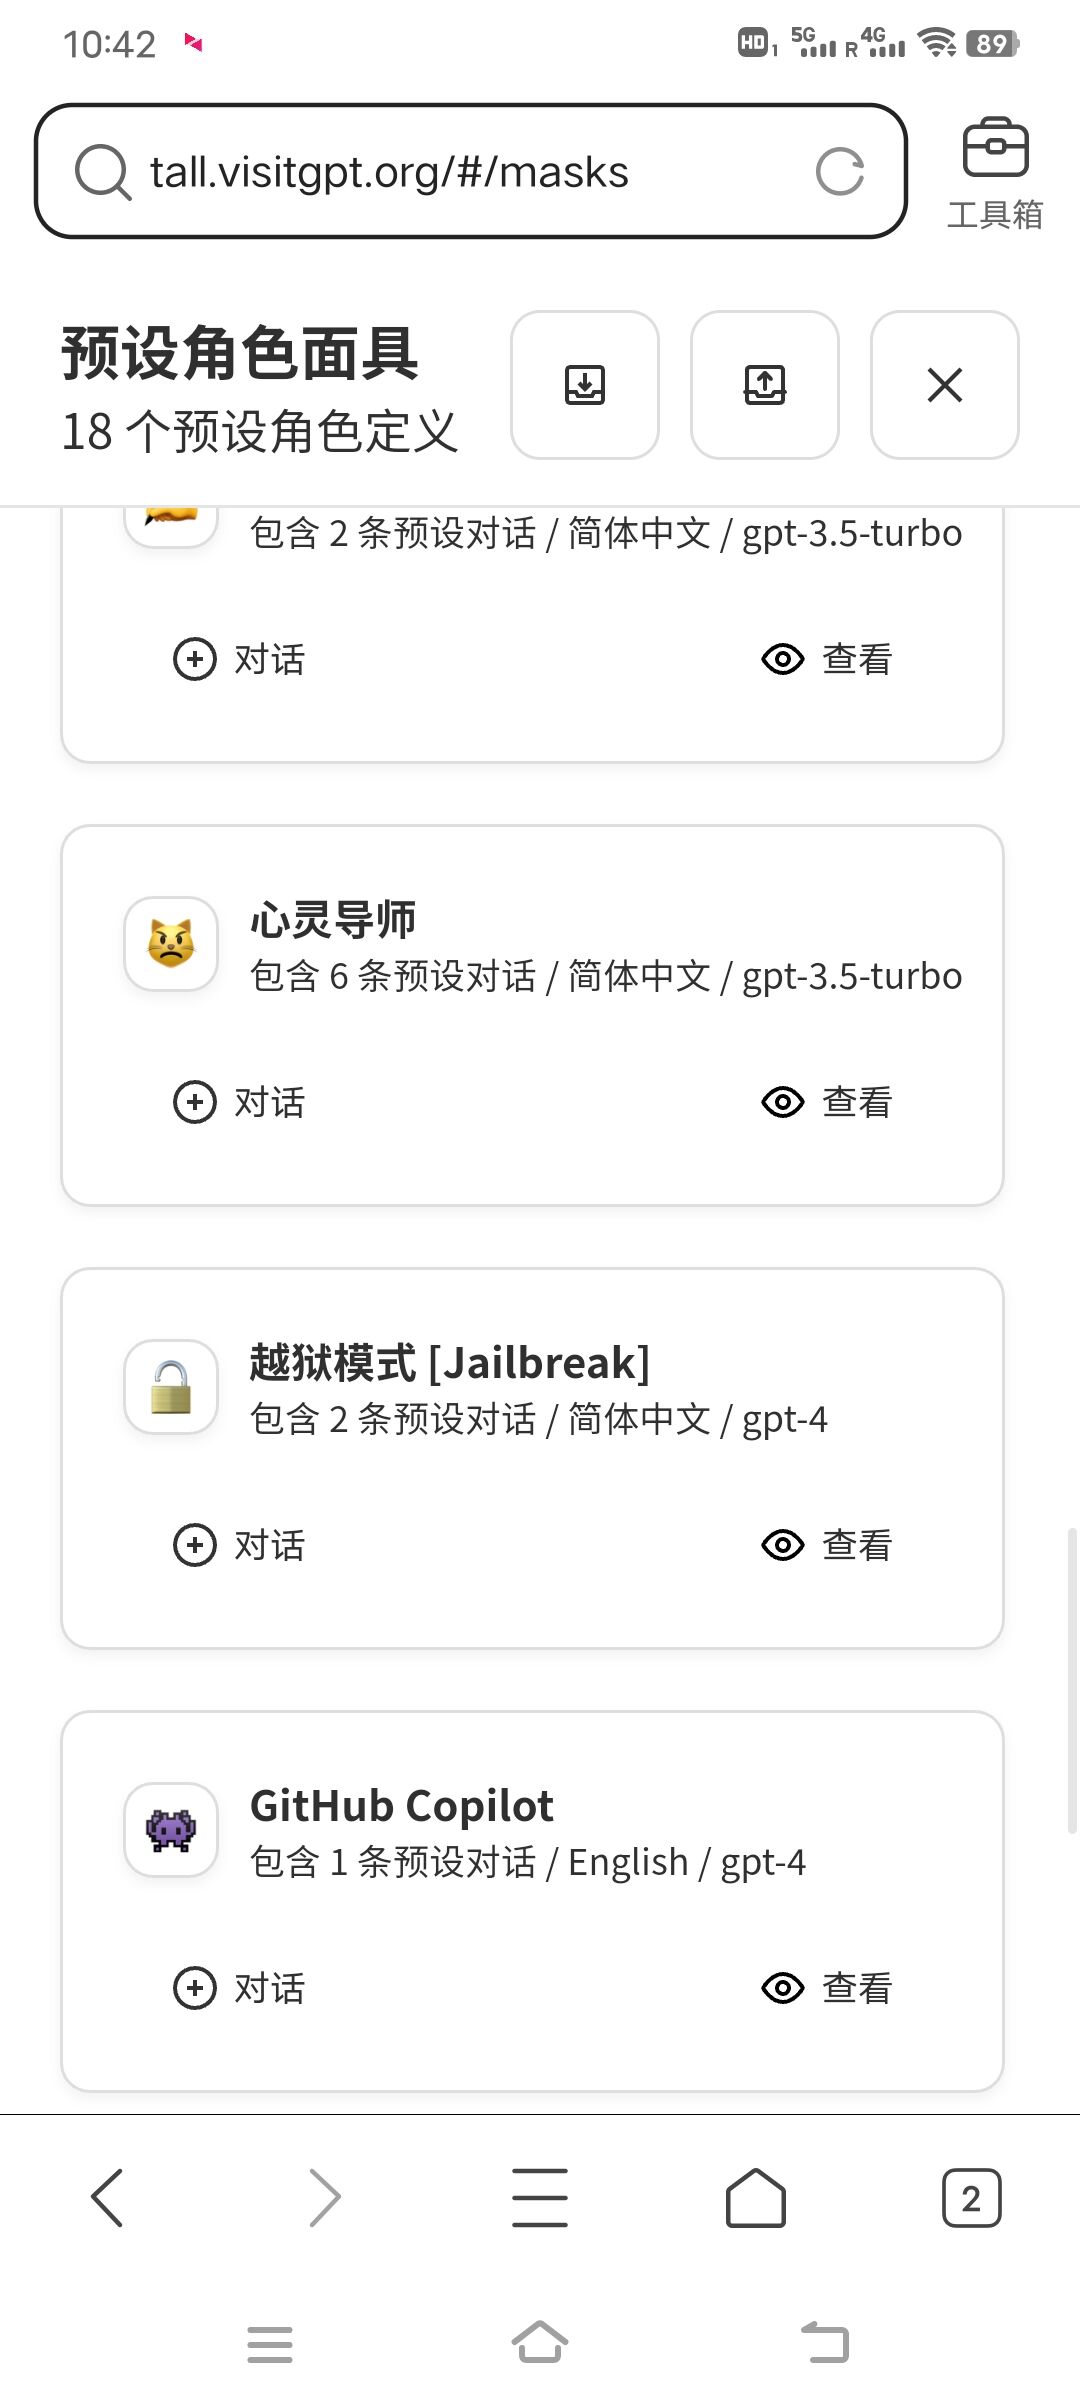 10:42
HD 1 5G R 4G 89
tall.visitgpt.org/#/masks
工具箱
预设角色面具
18 个预设角色定义
包含 2 条预设对话 / 简体中文 / gpt-3.5-turbo
对话 查看
心灵导师
包含 6 条预设对话 / 简体中文 / gpt-3.5-turbo
对话 查看
越狱模式 [Jailbreak]
包含 2 条预设对话 / 简体中文 / gpt-4
对话 查看
GitHub Copilot
包含 1 条预设对话 / English / gpt-4
对话 查看
2